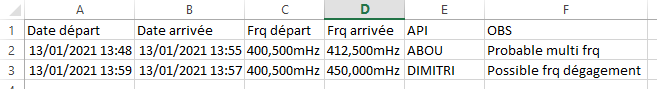 A B C D E F
1 Date départ Date arrivée Frq départ Frq arrivée API OBS
2 13/01/2021 13:48 13/01/2021 13:55 400,500mHz 412,500mHz ABOU Probable multi frq
3 13/01/2021 13:59 13/01/2021 13:57 400,500mHz 450,000mHz DIMITRI Possible frq dégagement